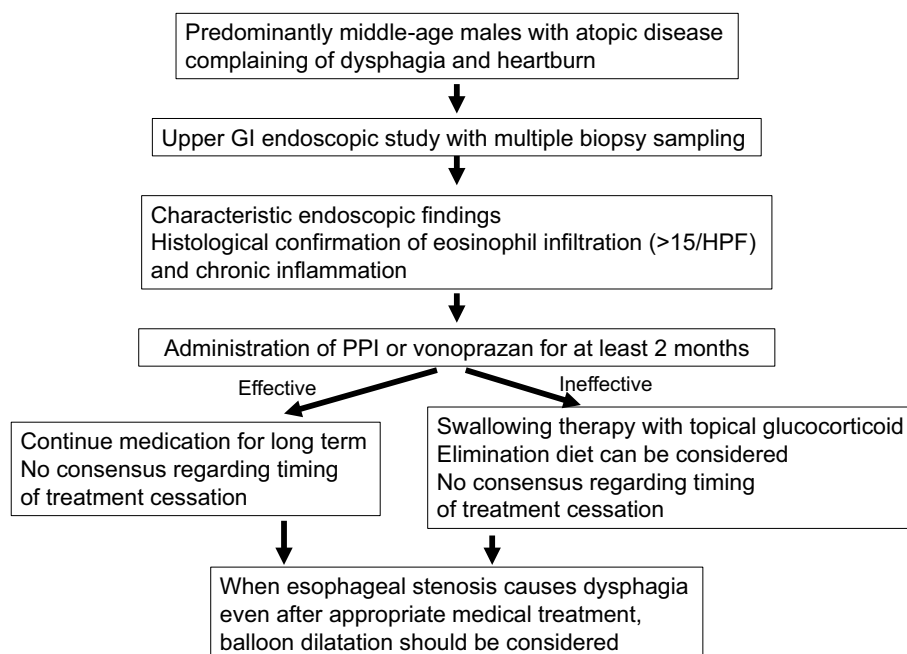 Predominantly middle-age males with atopic disease
complaining of dysphagia and heartburn
Upper GI endoscopic study with multiple biopsy sampling
Characteristic endoscopic findings
Histological confirmation of eosinophil infiltration (>15/HPF)
and chronic inflammation
Administration of PPI or vonoprazan for at least 2 months
Effective
Ineffective
Continue medication for long term
No consensus regarding timing
of treatment cessation
Swallowing therapy with topical glucocorticoid
Elimination diet can be considered
No consensus regarding timing
of treatment cessation
When esophageal stenosis causes dysphagia
even after appropriate medical treatment,
balloon dilatation should be considered